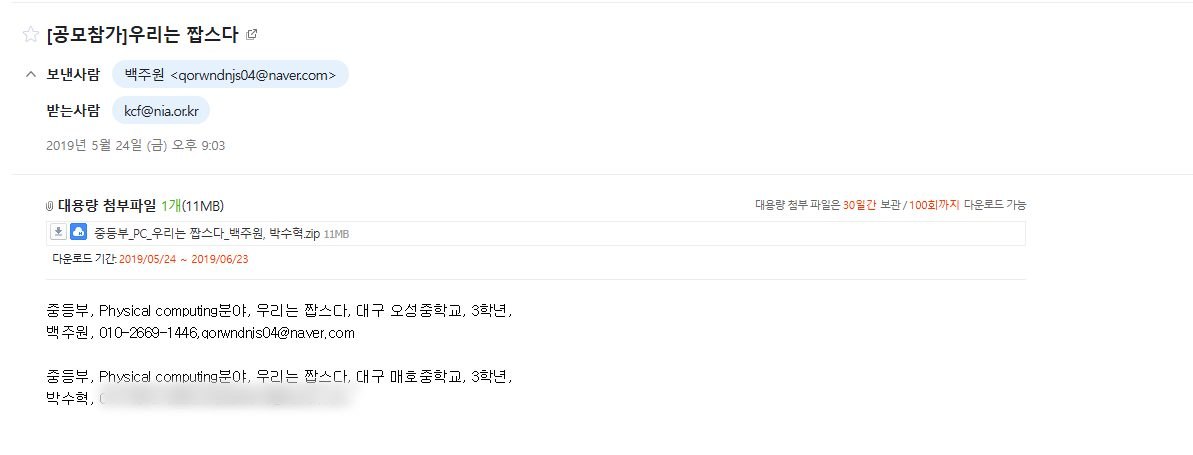 [공모참가]우리는 짭스다
보낸사람 백주원 <qorwndnjs04@naver.com>
받는사람 kcf@nia.or.kr
2019년 5월 24일 (금) 오후 9:03
대용량 첨부파일 1개(11MB) 대용량 첨부 파일은 30일간 보관 / 100회까지 다운로드 가능
중등부_PC_우리는 짭스다_백주원, 박수혁.zip 11MB
다운로드 기간: 2019/05/24 ~ 2019/06/23
중등부, Physical computing분야, 우리는 짭스다, 대구 오성중학교, 3학년,
백주원, 010-2669-1446,qorwndnjs04@naver.com
중등부, Physical computing분야, 우리는 짭스다, 대구 매호중학교, 3학년,
박수혁,